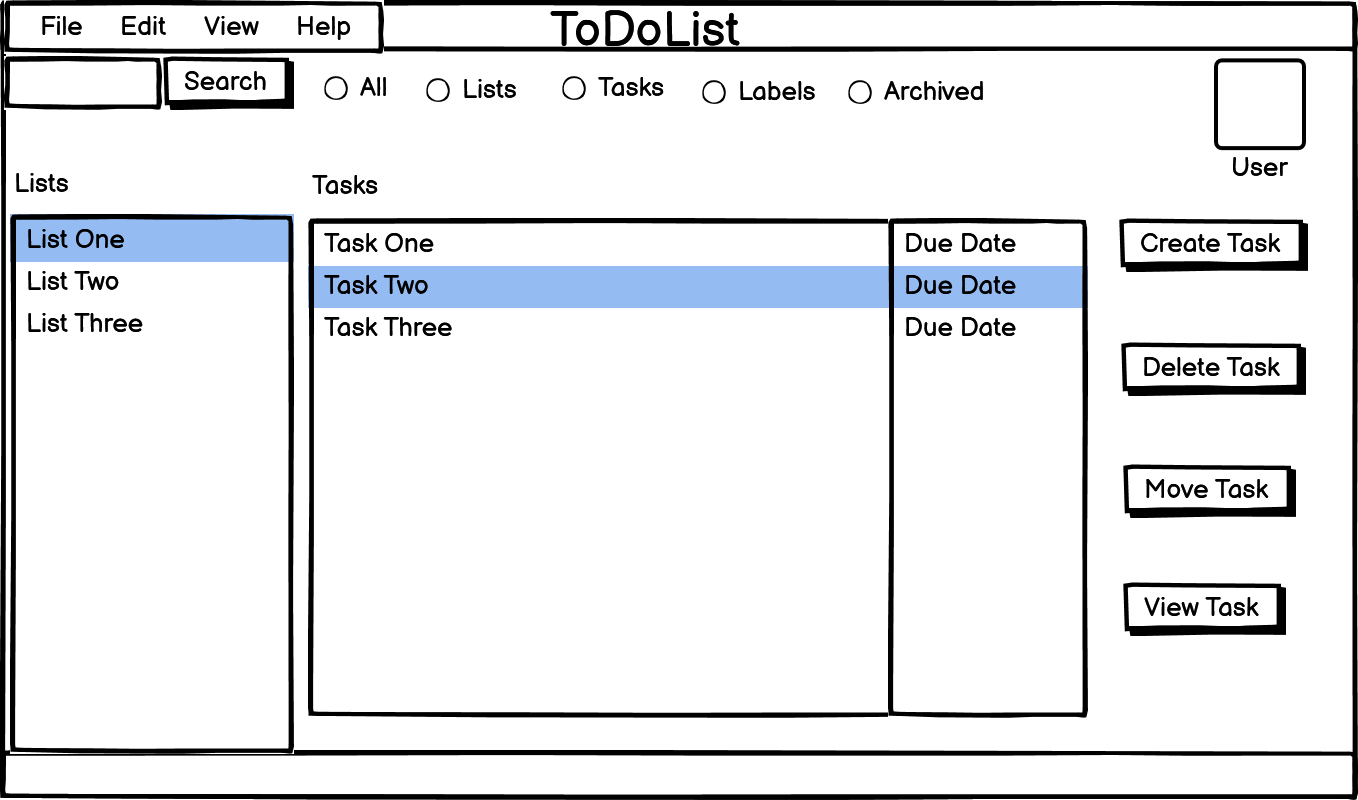 File Edit View Help
ToDoList
Search
All
Lists
Tasks
Labels
Archived
User
Lists
Tasks
List One
List Two
List Three
Task One Due Date
Task Two Due Date
Task Three Due Date
Create Task
Delete Task
Move Task
View Task